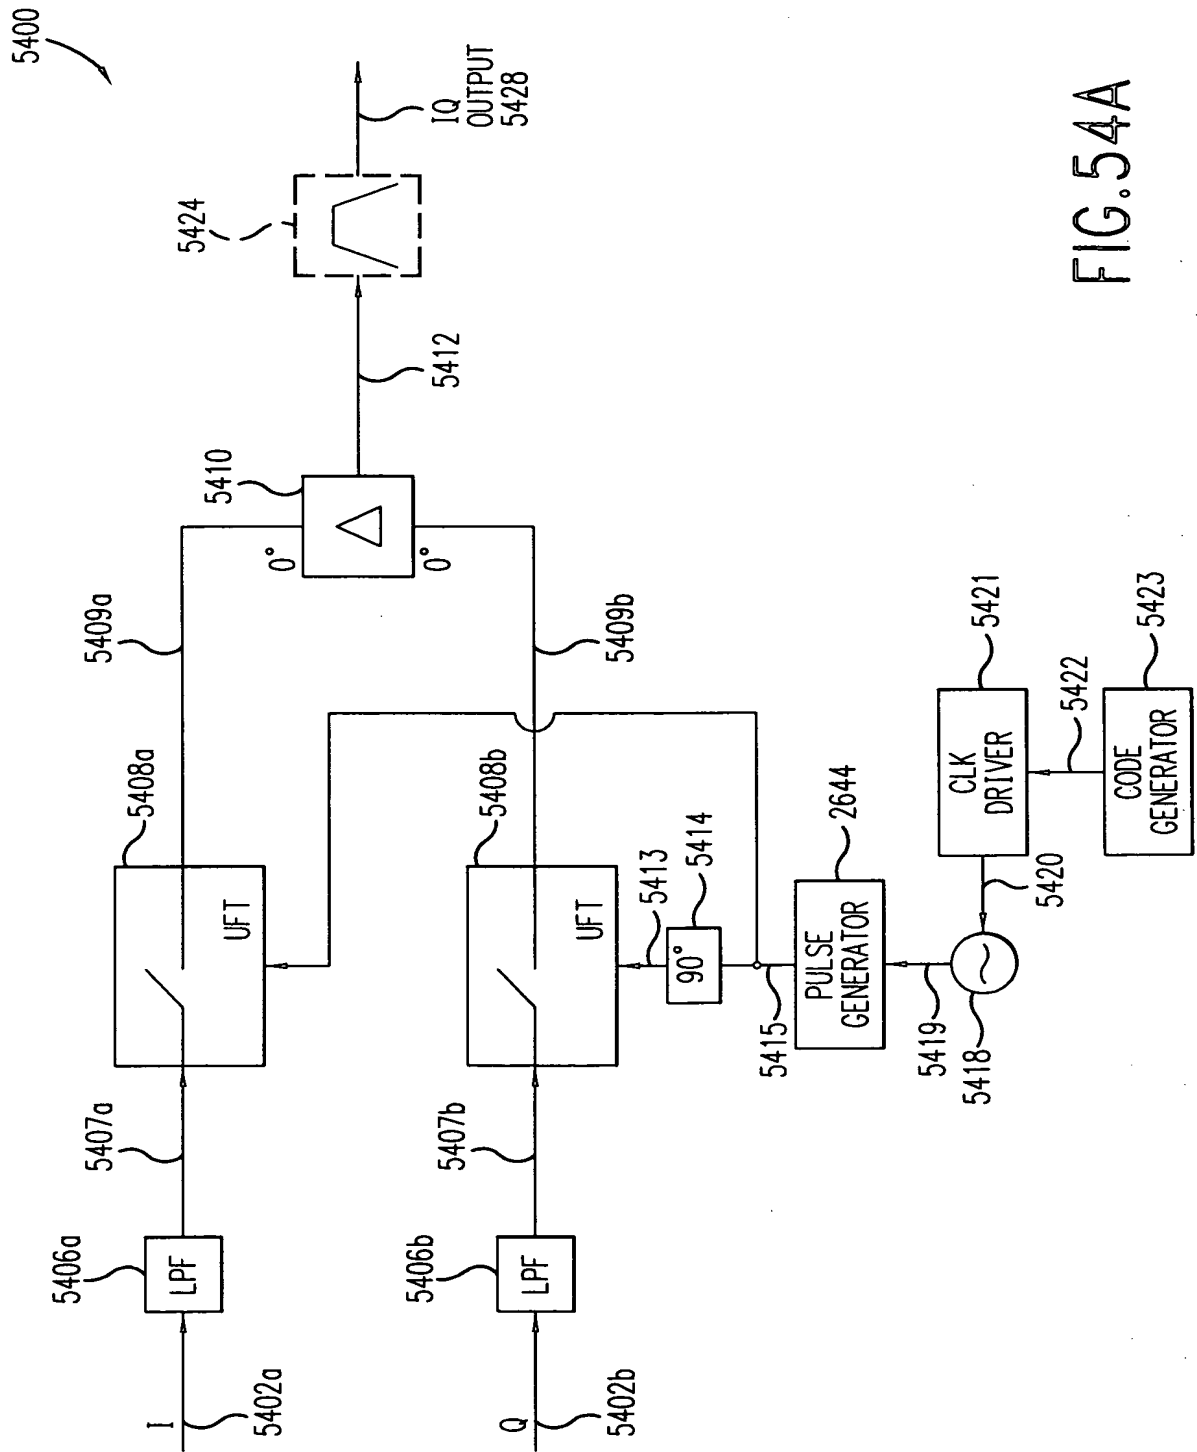 5400
I
5402a
5406a
LPF
5407a
5408a
UFT
5409a
Q
5402b
5406b
LPF
5407b
5408b
UFT
5409b
0°
0°
5410
5412
5424
IQ
OUTPUT
5428
5413
90°
5414
5415
PULSE
GENERATOR
2644
5419
5418
5420
CLK
DRIVER
5421
5422
CODE
GENERATOR
5423
FIG.54A